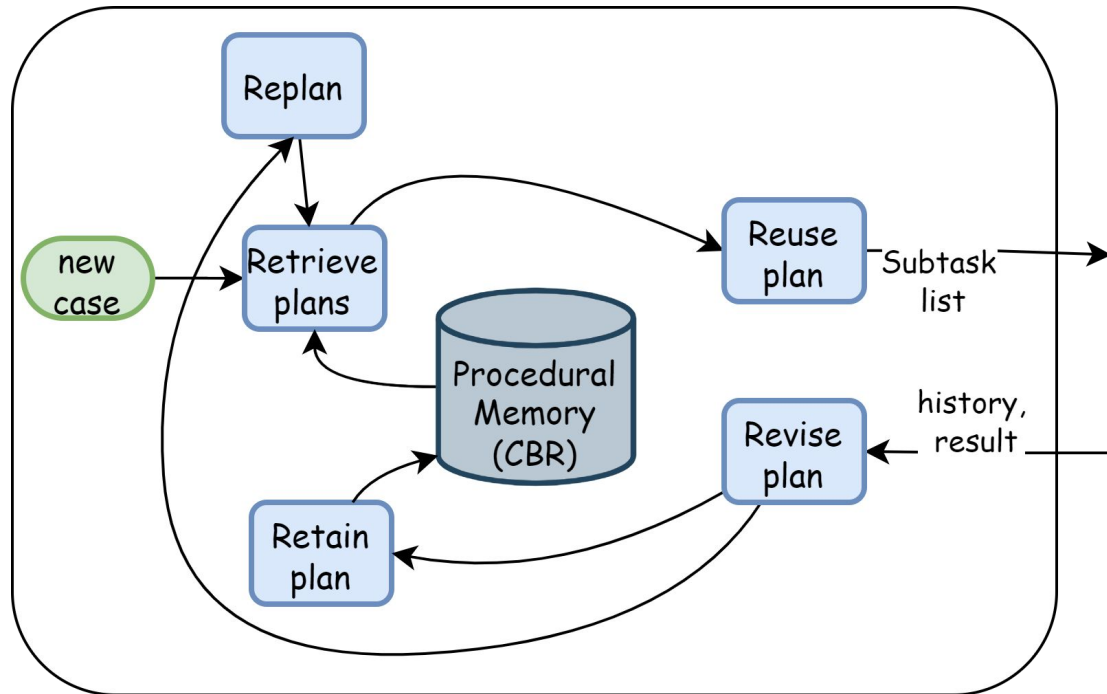 Replan
new
case
Retrieve
plans
Reuse
plan
Subtask
list
Procedural
Memory
(CBR)
history,
result
Revise
plan
Retain
plan